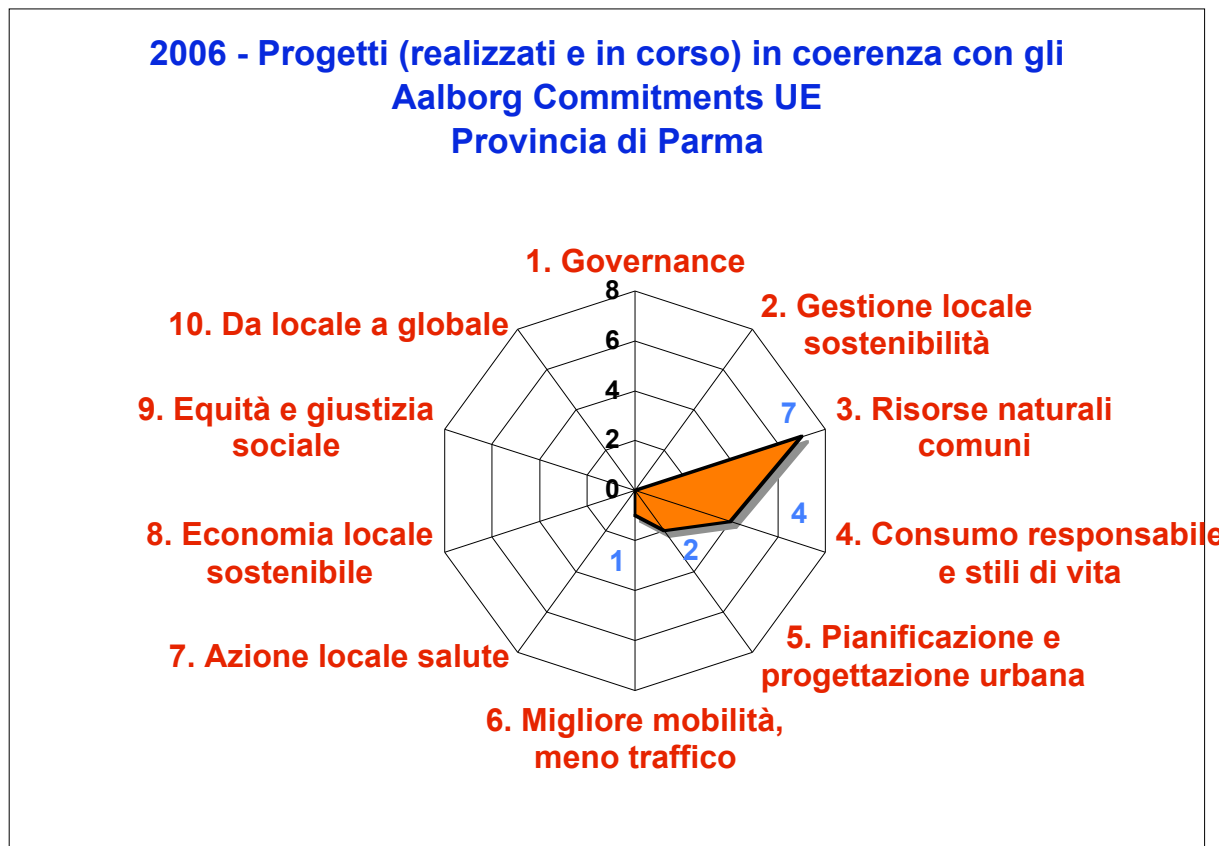 2006 - Progetti (realizzati e in corso) in coerenza con gli
Aalborg Commitments UE
Provincia di Parma
1. Governance
2. Gestione locale
sostenibilità
3. Risorse naturali
comuni
4. Consumo responsabile
e stili di vita
5. Pianificazione e
progettazione urbana
6. Migliore mobilità,
meno traffico
7. Azione locale salute
8. Economia locale
sostenibile
9. Equità e giustizia
sociale
10. Da locale a globale
8
6
4
2
0
7
4
2
1